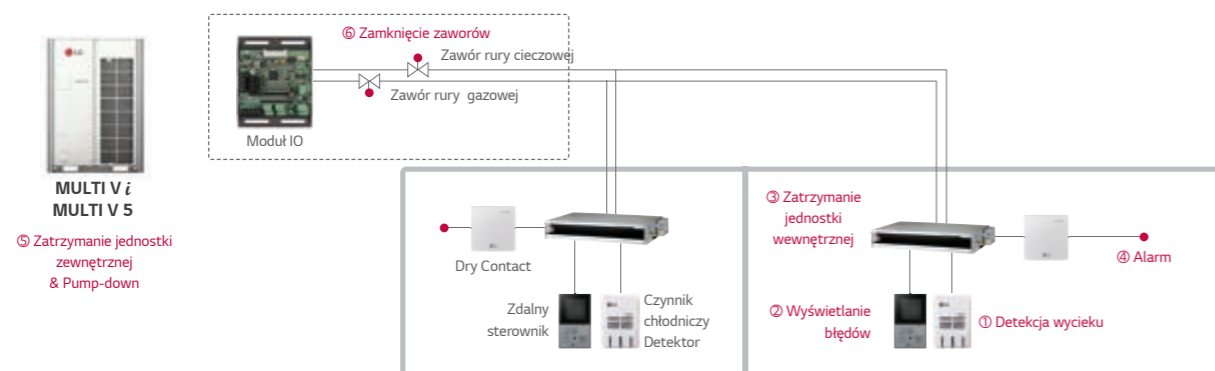 ⑥ Zamknięcie zaworów
Zawór rury cieczowej
Zawór rury gazowej
Moduł IO
LG
MULTI V i
MULTI V 5
⑤ Zatrzymanie jednostki
zewnętrznej
& Pump-down
Dry Contact
Zdalny
sterownik
Czynnik
chłodniczy
Detektor
③ Zatrzymanie
jednostki
wewnętrznej
④ Alarm
② Wyświetlanie
błędów
① Detekcja wycieku